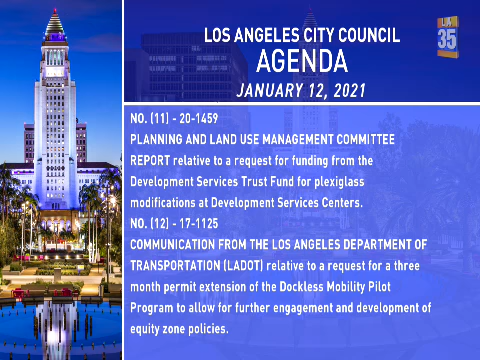 LOS ANGELES CITY COUNCIL
AGENDA
JANUARY 12, 2021
LA
35
NO. (11) - 20-1459
PLANNING AND LAND USE MANAGEMENT COMMITTEE
REPORT relative to a request for funding from the
Development Services Trust Fund for plexiglass
modifications at Development Services Centers.
NO. (12) - 17-1125
COMMUNICATION FROM THE LOS ANGELES DEPARTMENT OF
TRANSPORTATION (LADOT) relative to a request for a three
month permit extension of the Dockless Mobility Pilot
Program to allow for further engagement and development of
equity zone policies.